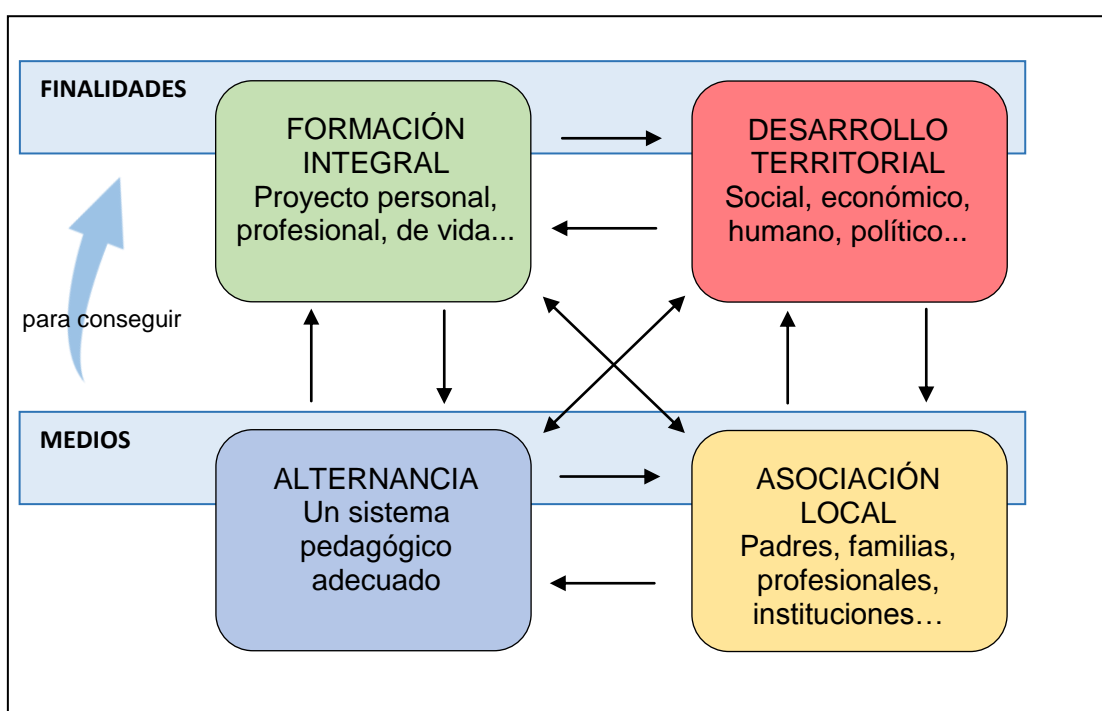 FINALIDADES
FORMACIÓN
INTEGRAL
Proyecto personal,
profesional, de vida...
DESARROLLO
TERRITORIAL
Social, económico,
humano, político...
para conseguir
MEDIOS
ALTERNANCIA
Un sistema
pedagógico
adecuado
ASOCIACIÓN
LOCAL
Padres, familias,
profesionales,
instituciones…